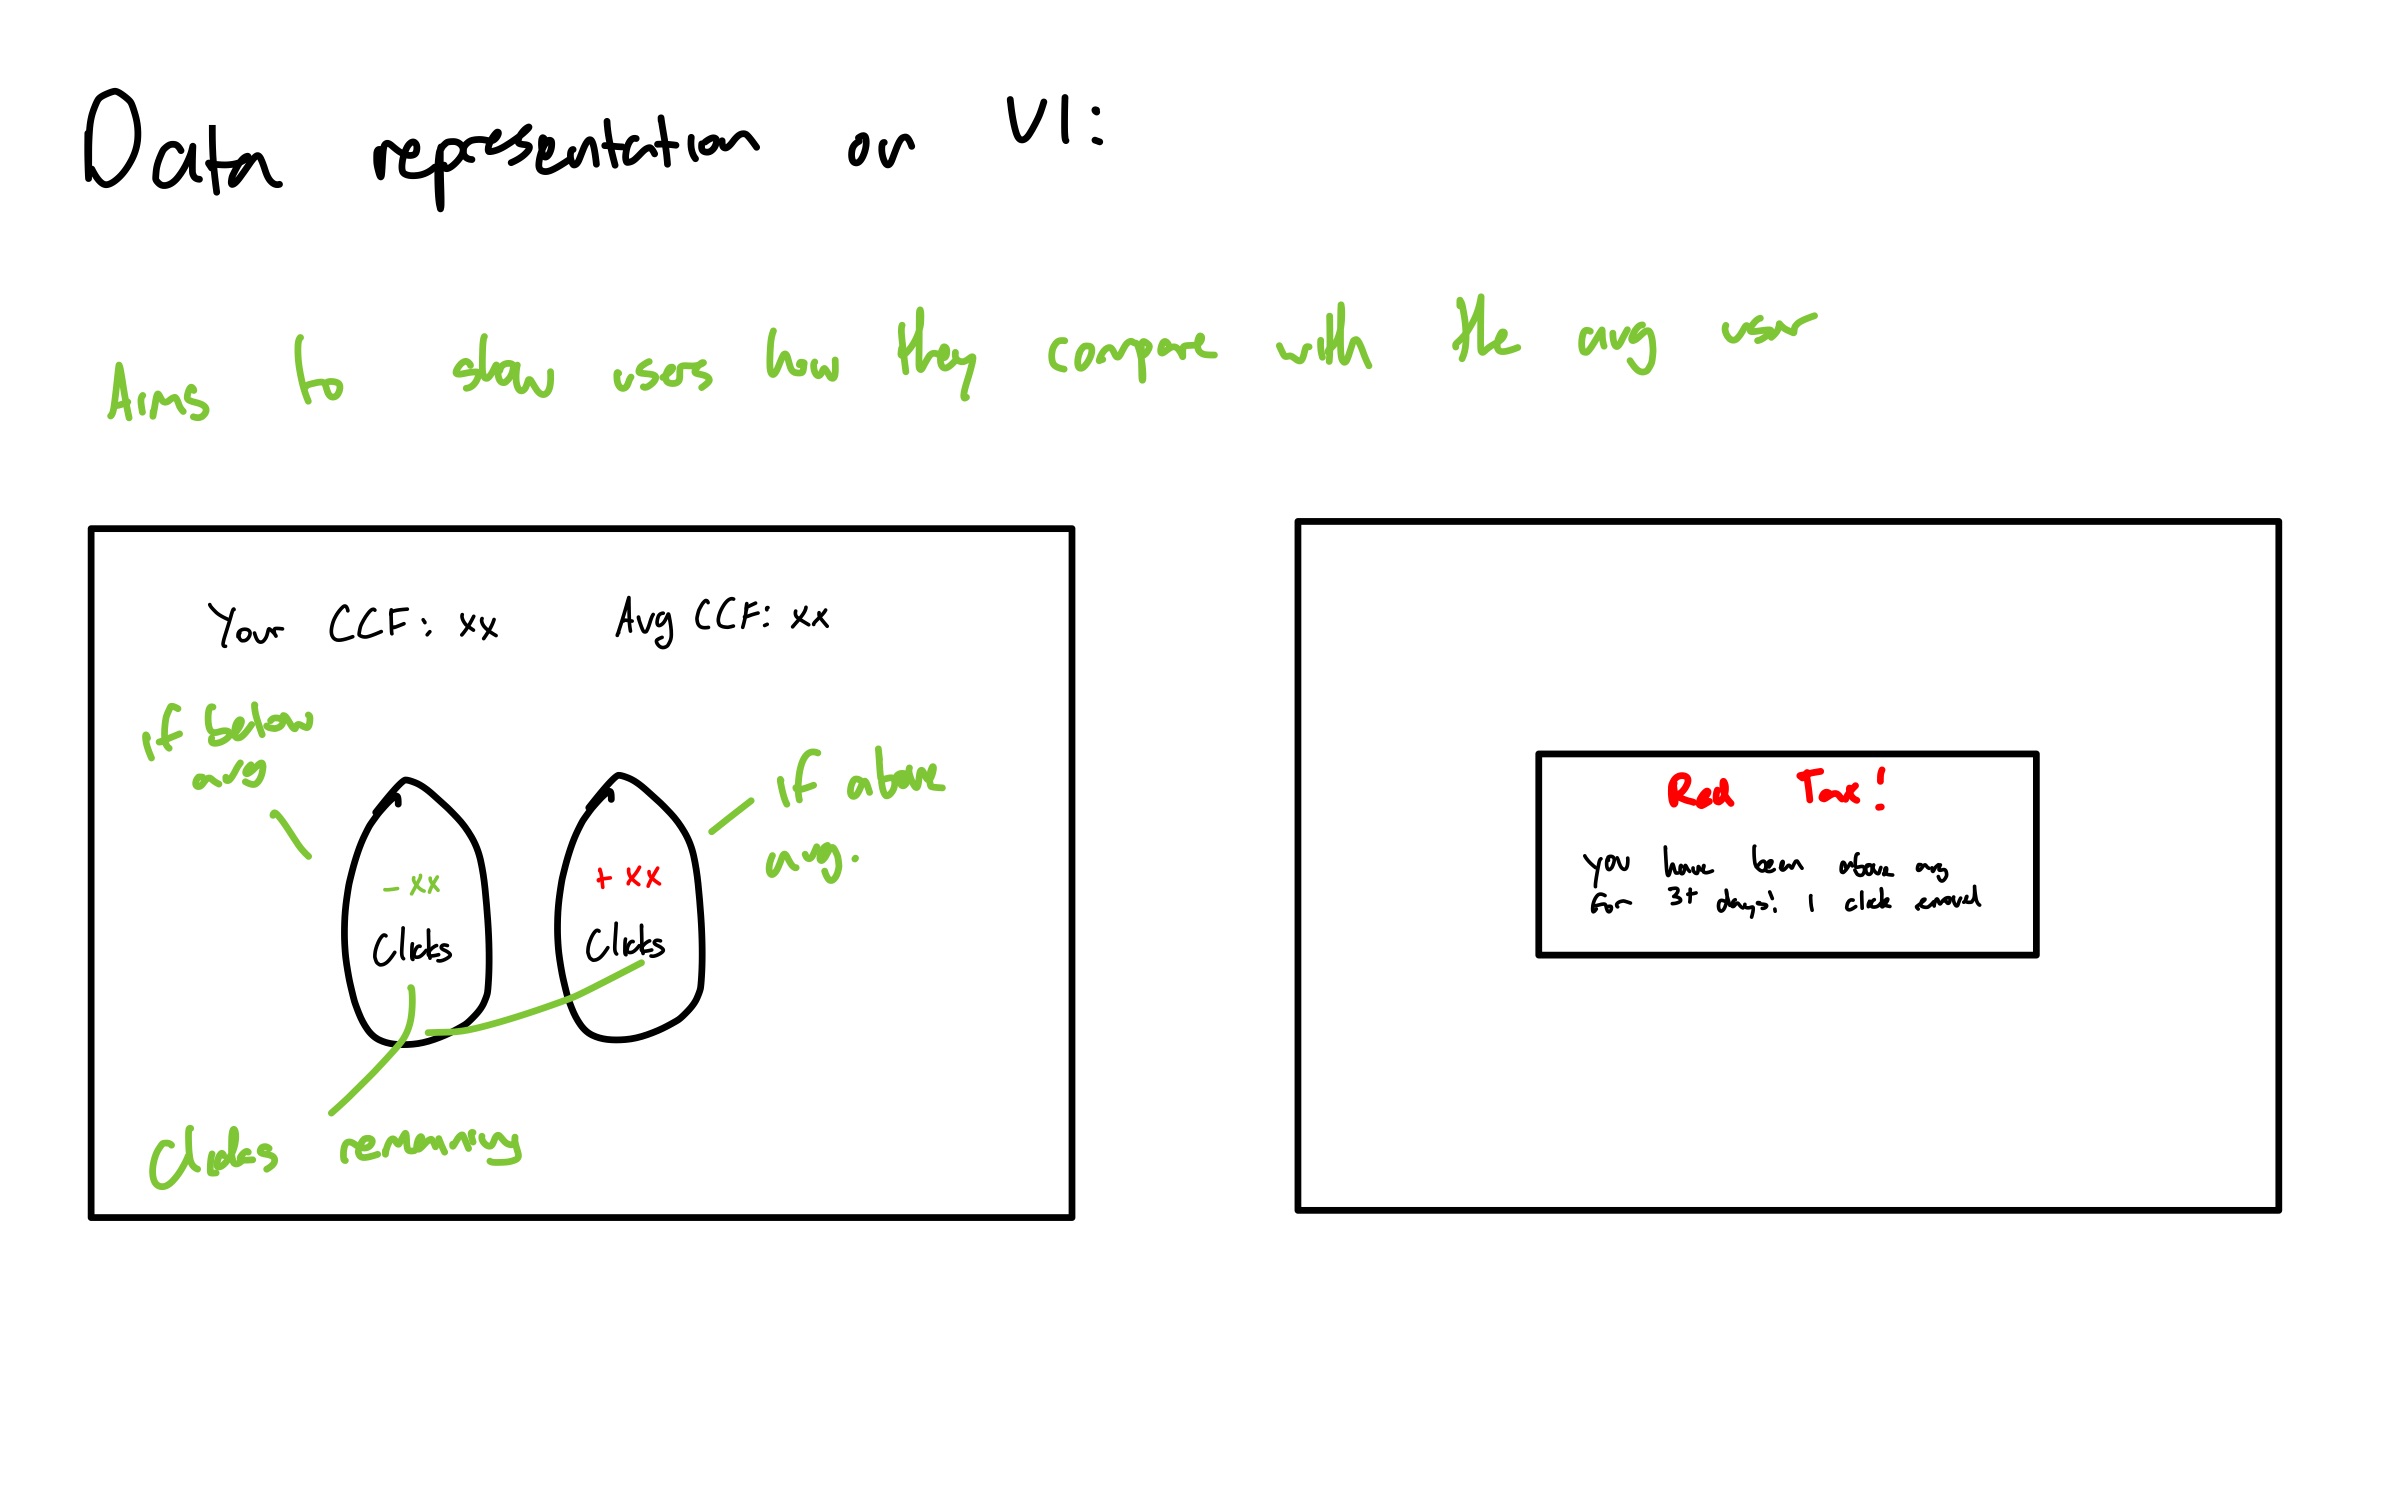 Data representation on V1:
Aims to show users how they compare with the avg user
Your CCF: xx
Avg CCF: xx
If below
avg
If above
avg.
- xx
Clicks
+ xx
Clicks
Clicks remaining
Red Tax!
You have been above avg
for 3+ days: 1 click removed